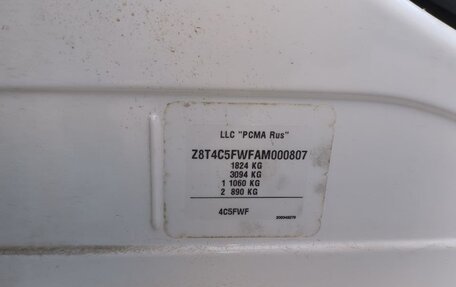 LLC "PCMA Rus"
Z8T4C5FWFAM000807
1824 KG
3094 KG
1 1060 KG
2 890 KG
4C5FWF